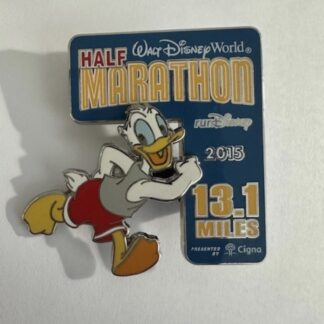 HALF Walt Disney World®
MARATHON
runDisney
2015
13.1
MILES
PRESENTED
BY Cigna